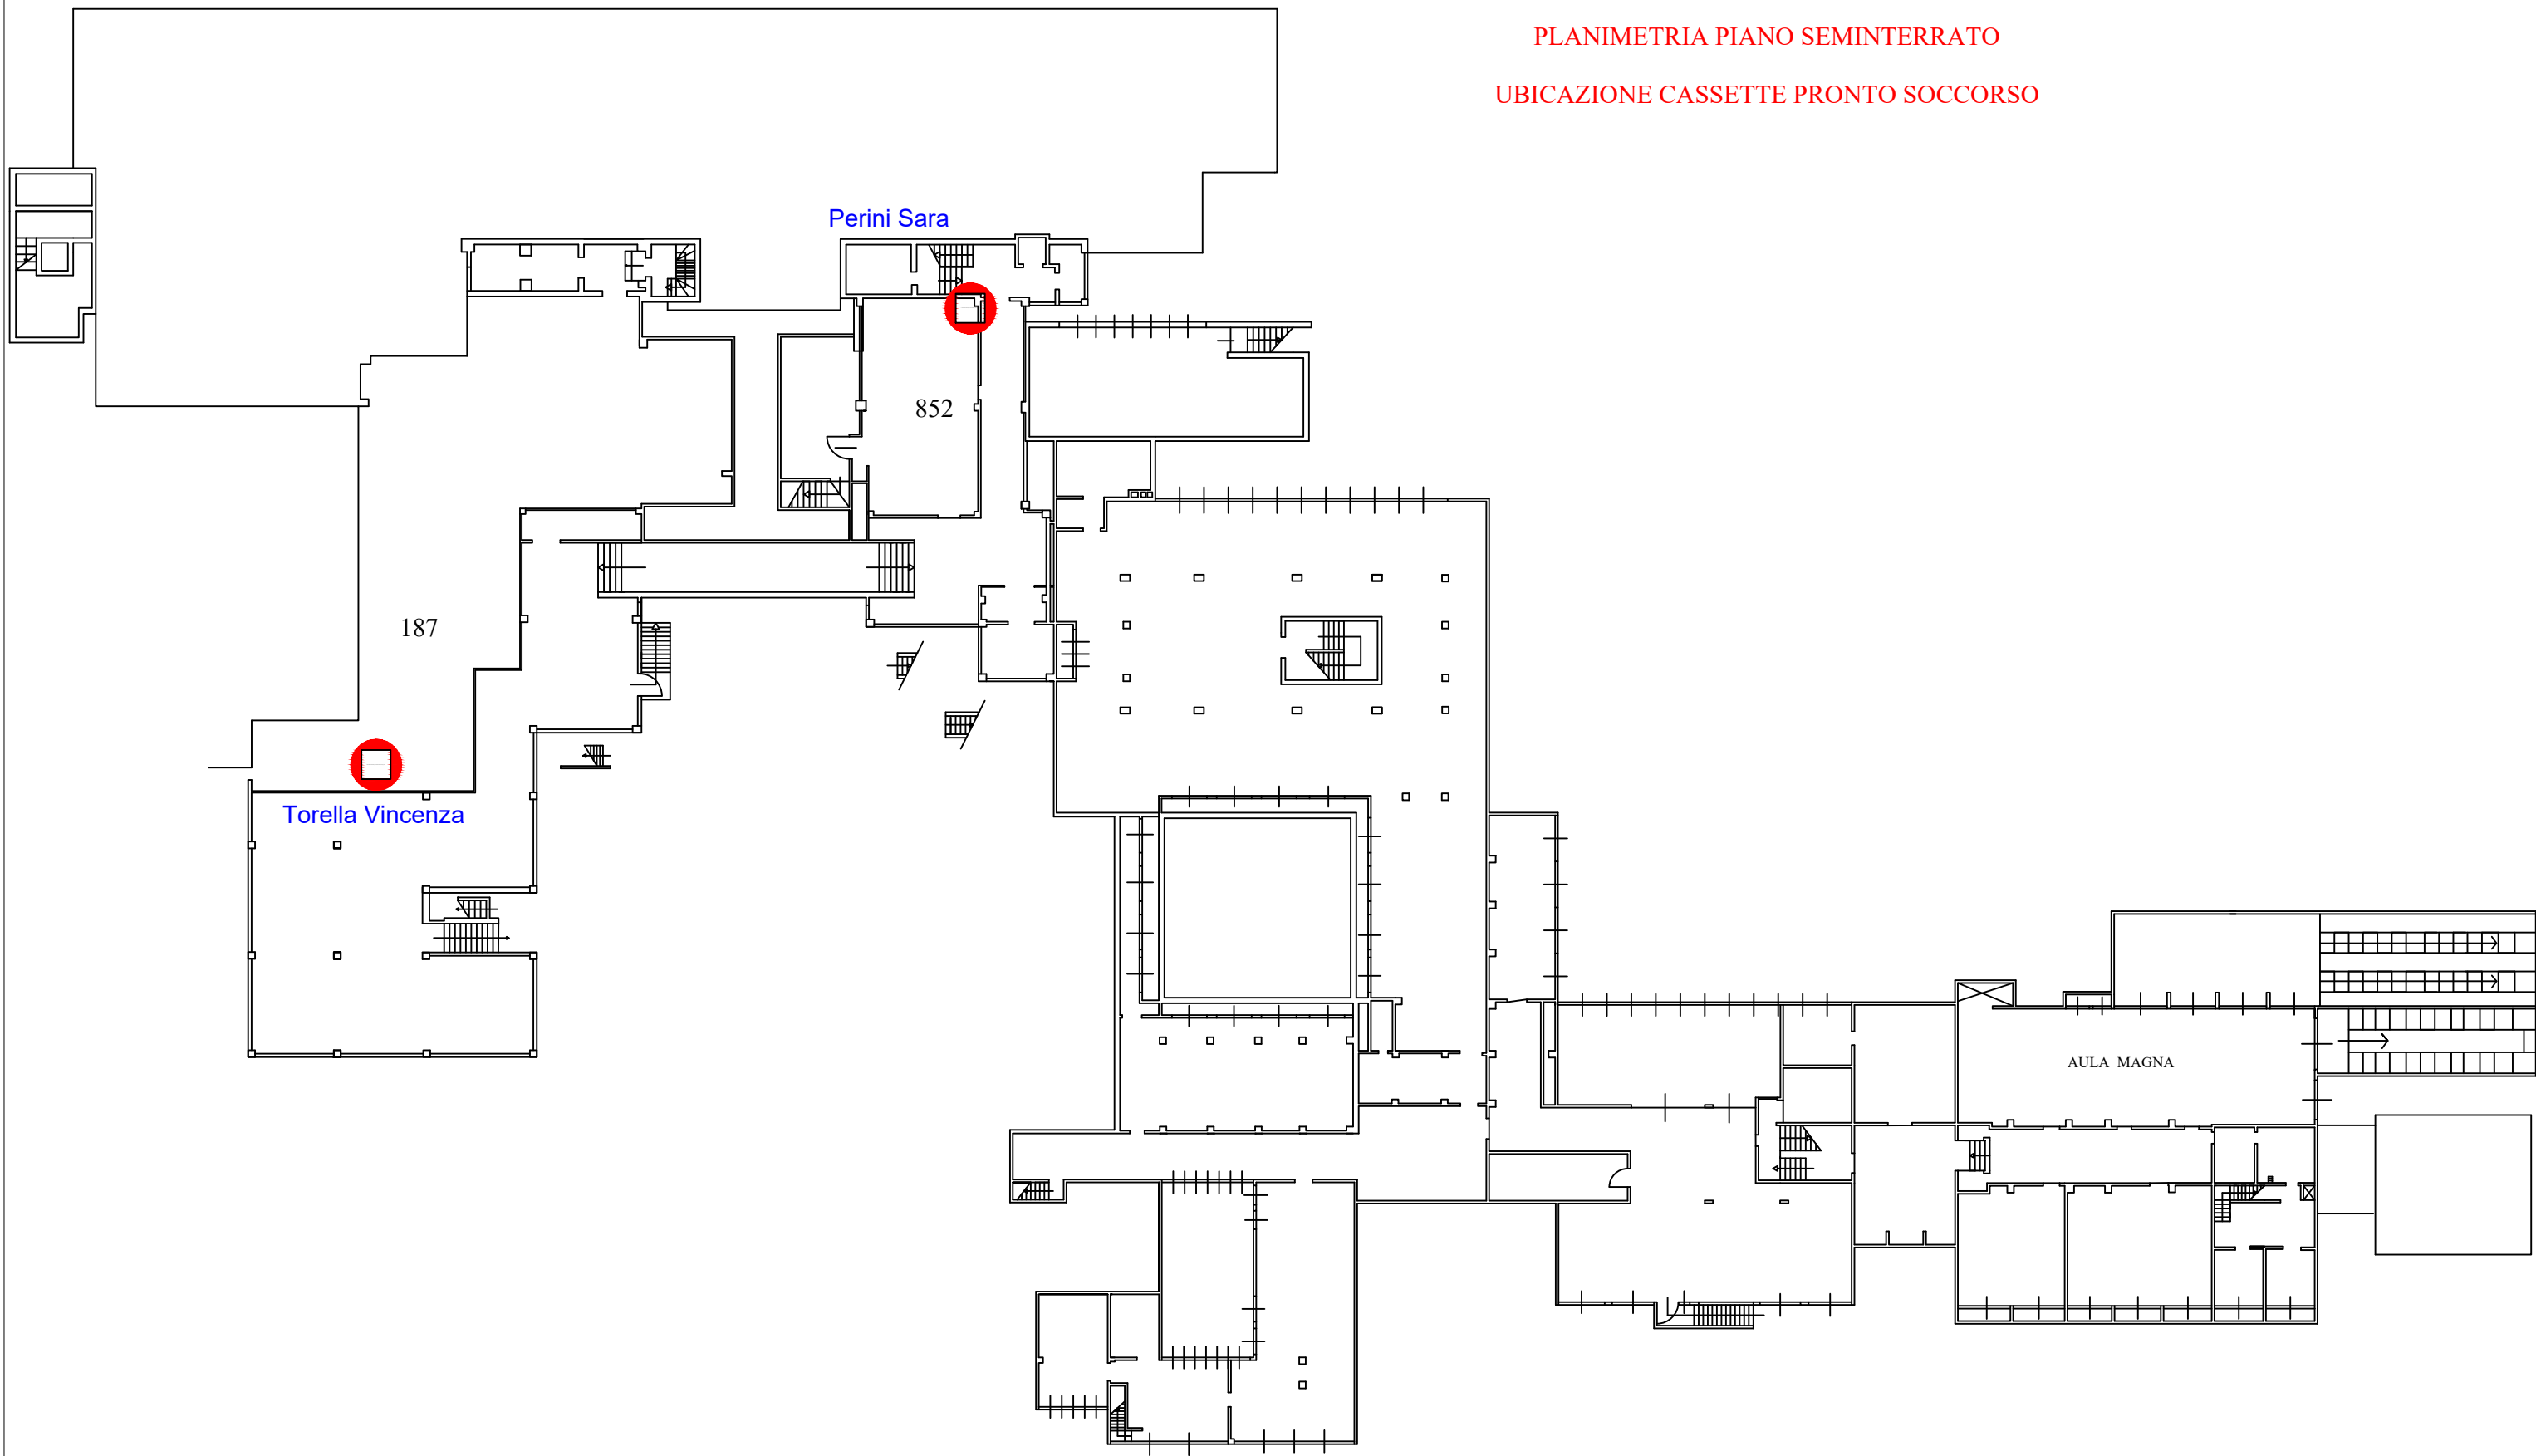 PLANIMETRIA PIANO SEMINTERRATO
UBICAZIONE CASSETTE PRONTO SOCCORSO
Perini Sara
852
187
Torella Vincenza
AULA MAGNA